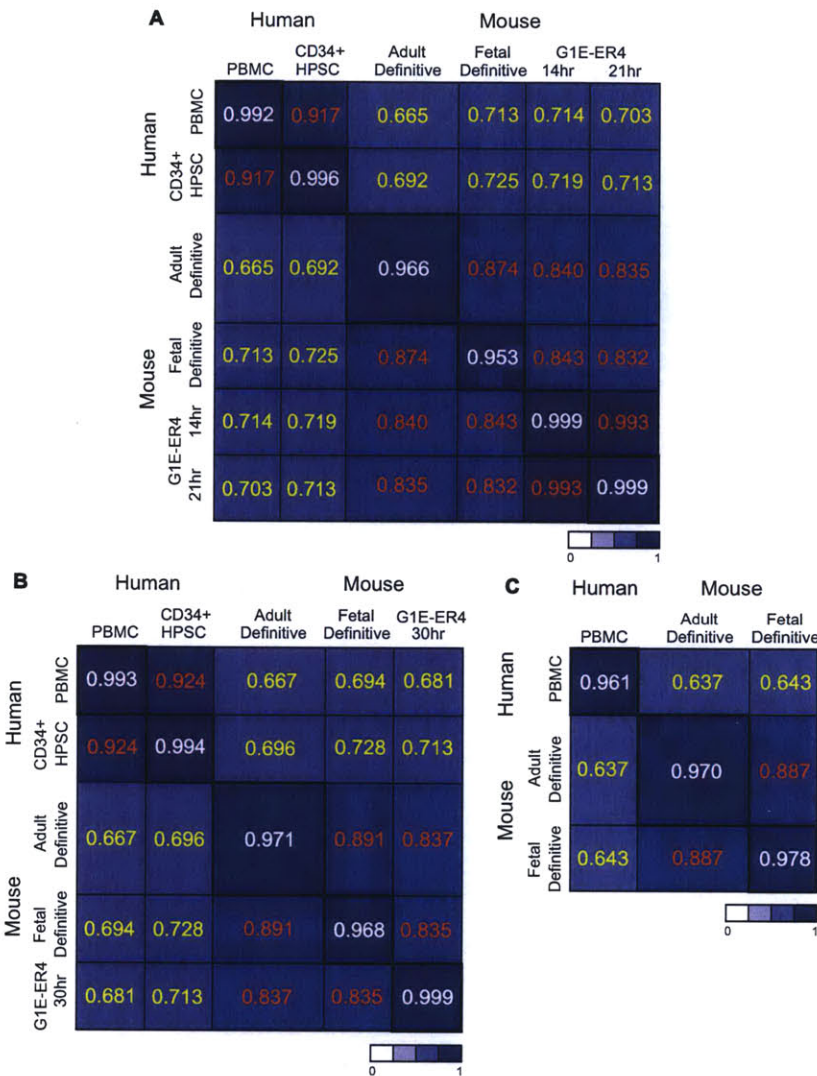 A
Human Mouse
PBMC CD34+ HPSC Adult Definitive Fetal Definitive G1E-ER4 14hr 21hr
Human
PBMC 0.992 0.917 0.665 0.713 0.714 0.703
CD34+ HPSC 0.917 0.996 0.692 0.725 0.719 0.713
Mouse
Adult Definitive 0.665 0.692 0.966 0.874 0.840 0.835
Fetal Definitive 0.713 0.725 0.874 0.953 0.843 0.832
G1E-ER4
14hr 0.714 0.719 0.840 0.843 0.999 0.993
21hr 0.703 0.713 0.835 0.832 0.993 0.999
0 1
B
Human Mouse
PBMC CD34+ HPSC Adult Definitive Fetal Definitive G1E-ER4 30hr
Human
PBMC 0.993 0.924 0.667 0.694 0.681
CD34+ HPSC 0.924 0.994 0.696 0.728 0.713
Mouse
Adult Definitive 0.667 0.696 0.971 0.891 0.837
Fetal Definitive 0.694 0.728 0.891 0.968 0.835
G1E-ER4 30hr 0.681 0.713 0.837 0.835 0.999
0 1
C
Human Mouse
PBMC Adult Definitive Fetal Definitive
Human
PBMC 0.961 0.637 0.643
Mouse
Adult Definitive 0.637 0.970 0.887
Fetal Definitive 0.643 0.887 0.978
0 1